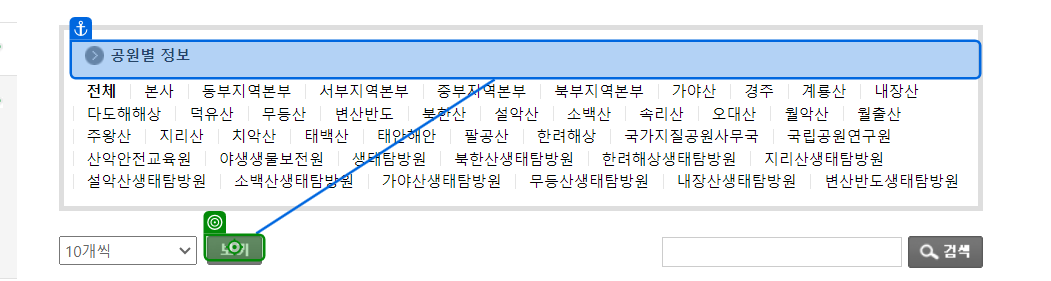 공원별 정보
전체 본사 동부지역본부 서부지역본부 중부지역본부 북부지역본부 가야산 경주 계룡산 내장산
다도해해상 덕유산 무등산 변산반도 북한산 설악산 소백산 속리산 오대산 월악산 월출산
주왕산 지리산 치악산 태백산 태안해안 팔공산 한려해상 국가지질공원사무국 국립공원연구원
산악안전교육원 야생생물보전원 생태탐방원 북한산생태탐방원 한려해상생태탐방원 지리산생태탐방원
설악산생태탐방원 소백산생태탐방원 가야산생태탐방원 무등산생태탐방원 내장산생태탐방원 변산반도생태탐방원
10개씩 보기 검색